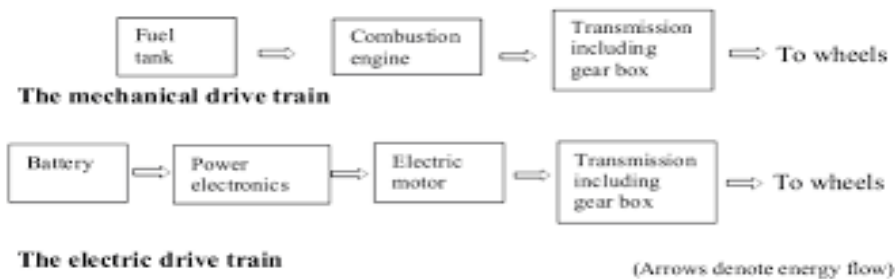 Fuel
tank
Combustion
engine
Transmission
including
gear box
To wheels
The mechanical drive train
Battery
Power
electronics
Electric
motor
Transmission
including
gear box
To wheels
The electric drive train
(Arrows denote energy flow)